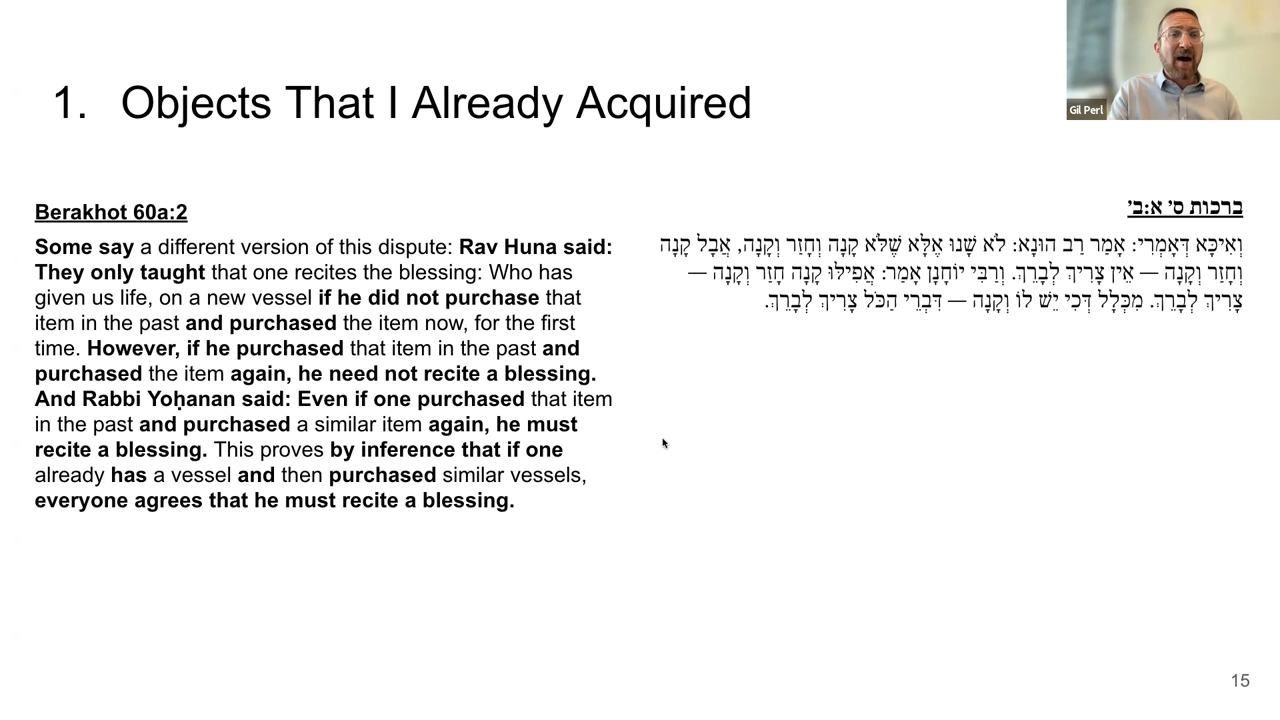 1. Objects That I Already Acquired
Gil Perl
Berakhot 60a:2
Some say a different version of this dispute: Rav Huna said:
They only taught that one recites the blessing: Who has
given us life, on a new vessel if he did not purchase that
item in the past and purchased the item now, for the first
time. However, if he purchased that item in the past and
purchased the item again, he need not recite a blessing.
And Rabbi Yoḥanan said: Even if one purchased that item
in the past and purchased a similar item again, he must
recite a blessing. This proves by inference that if one
already has a vessel and then purchased similar vessels,
everyone agrees that he must recite a blessing.
ברכות ס׳ א:ב׳
וְאִיכָּא דְּאָמְרִי: אָמַר רַב הוּנָא: לֹא שָׁנוּ אֶלָּא שֶׁלֹּא קָנָה וְחָזַר וְקָנָה, אֲבָל קָנָה
וְחָזַר וְקָנָה — אֵין צָרִיךְ לְבָרֵךְ. וְרַבִּי יוֹחָנָן אָמַר: אֲפִילּוּ קָנָה חָזַר וְקָנָה —
צָרִיךְ לְבָרֵךְ. מִכְּלָל דְּכִי יֵשׁ לוֹ וְקָנָה — דִּבְרֵי הַכֹּל צָרִיךְ לְבָרֵךְ.
15